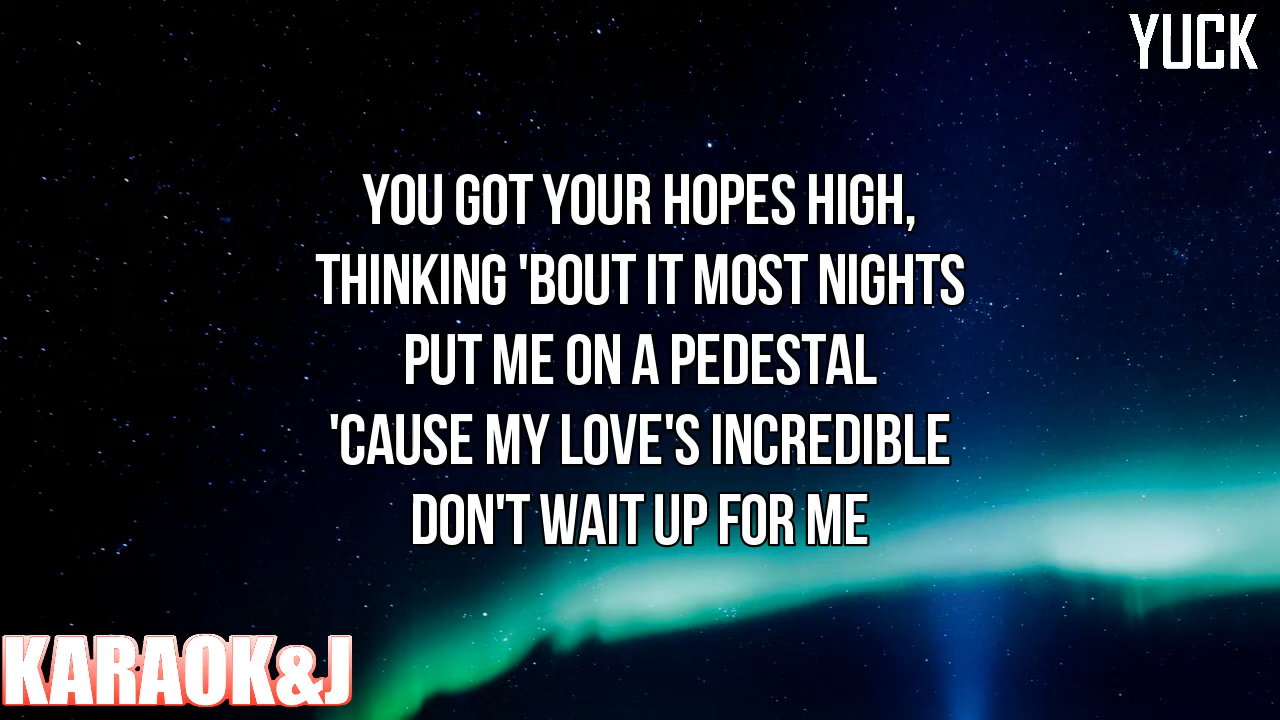 YUCK
YOU GOT YOUR HOPES HIGH,
THINKING 'BOUT IT MOST NIGHTS
PUT ME ON A PEDESTAL
'CAUSE MY LOVE'S INCREDIBLE
DON'T WAIT UP FOR ME
KARAOK&J